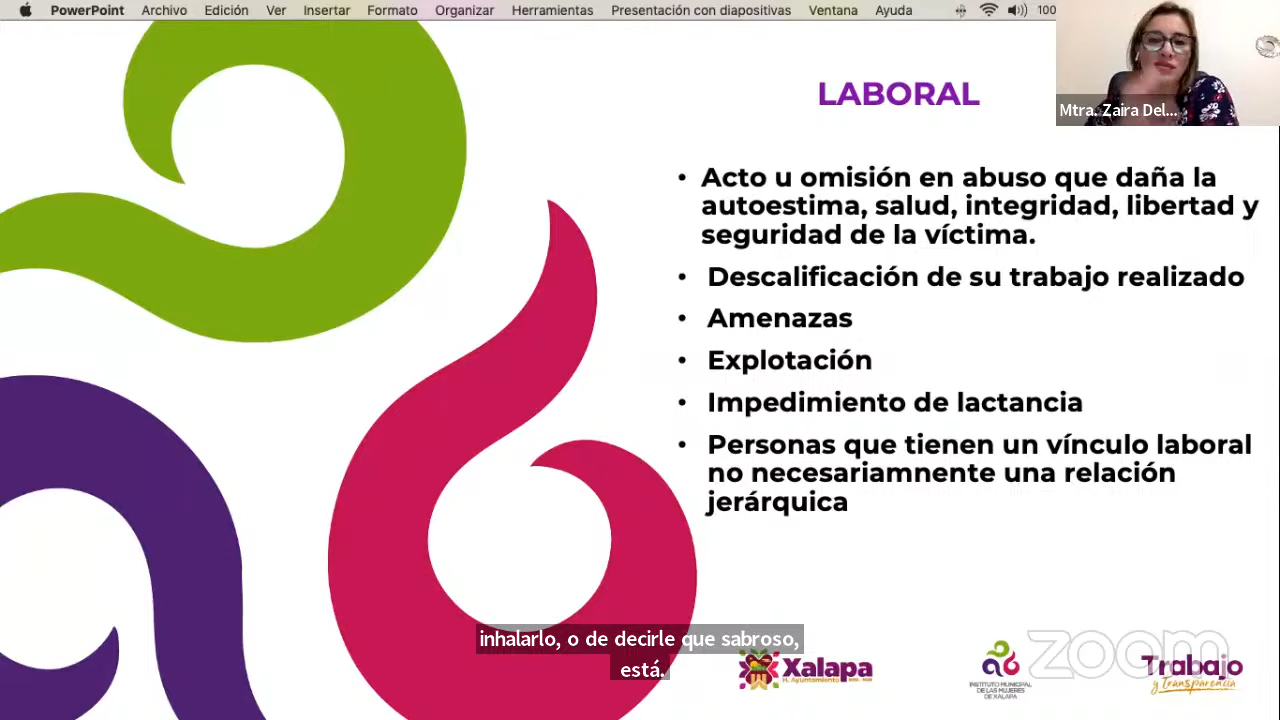 PowerPoint Archivo Edición Ver Insertar Formato Organizar Herramientas Presentación con diapositivas Ventana Ayuda 100
LABORAL
Mtra. Zaira Del...
• Acto u omisión en abuso que daña la
autoestima, salud, integridad, libertad y
seguridad de la víctima.
• Descalificación de su trabajo realizado
• Amenazas
• Explotación
• Impedimiento de lactancia
• Personas que tienen un vínculo laboral
no necesariamnente una relación
jerárquica
inhalarlo, o de decirle que sabroso,
está.
Xalapa
H. Ayuntamiento
INSTITUTO MUNICIPAL
DE LAS MUJERES
DE XALAPA
zoom
Trabajo
y Transparencia